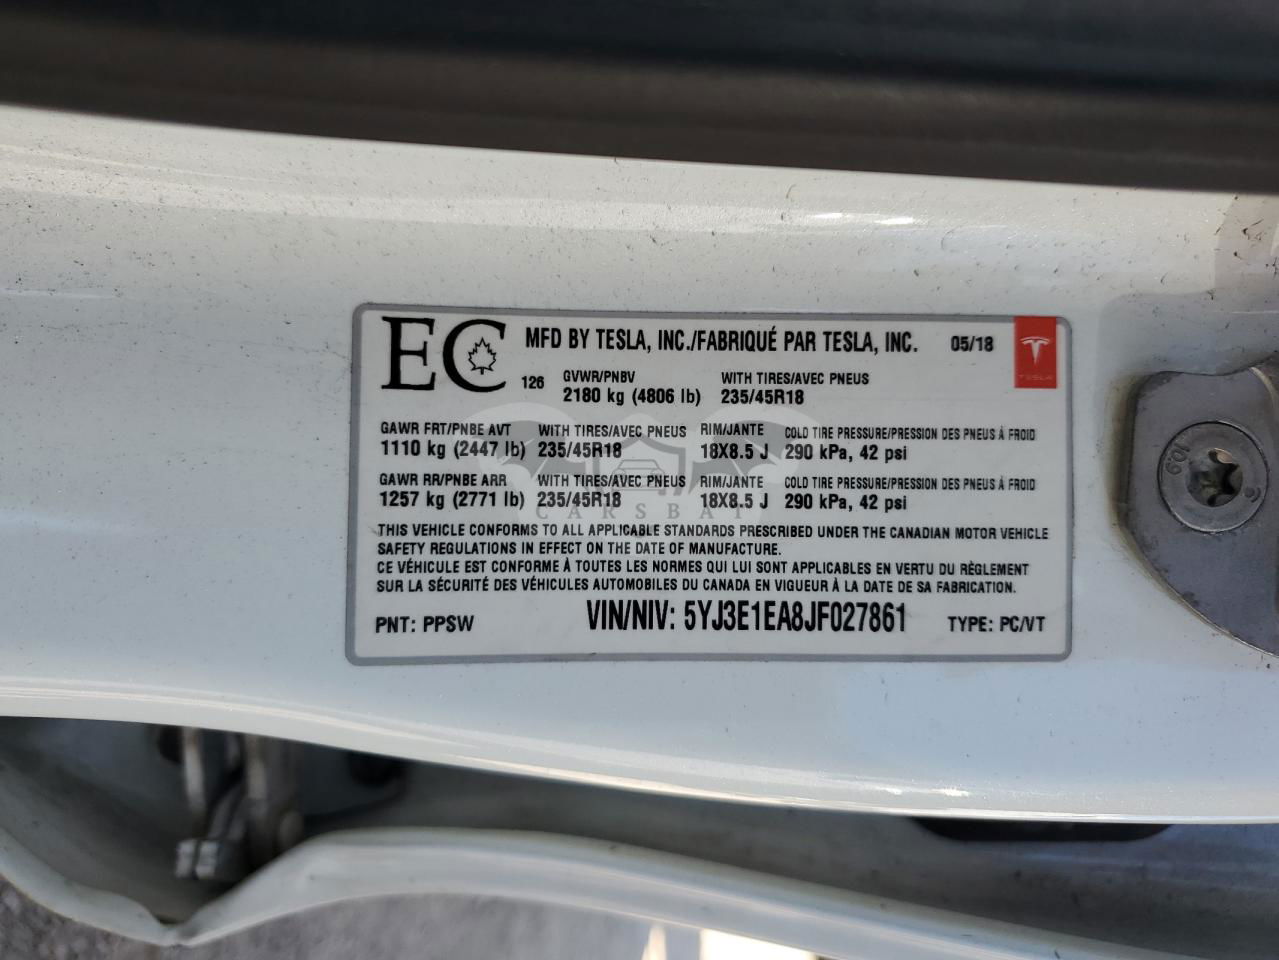 EC MFD BY TESLA, INC./FABRIQUÉ PAR TESLA, INC. 05/18
TESLA
126 GVWR/PNBV WITH TIRES/AVEC PNEUS
2180 kg (4806 lb) 235/45R18
GAWR FRT/PNBE AVT WITH TIRES/AVEC PNEUS RIM/JANTE COLD TIRE PRESSURE/PRESSION DES PNEUS À FROID
1110 kg (2447 lb) 235/45R18 18X8.5 J 290 kPa, 42 psi
GAWR RR/PNBE ARR WITH TIRES/AVEC PNEUS RIM/JANTE COLD TIRE PRESSURE/PRESSION DES PNEUS À FROID
1257 kg (2771 lb) 235/45R18 18X8.5 J 290 kPa, 42 psi
CARSBAT
THIS VEHICLE CONFORMS TO ALL APPLICABLE STANDARDS PRESCRIBED UNDER THE CANADIAN MOTOR VEHICLE
SAFETY REGULATIONS IN EFFECT ON THE DATE OF MANUFACTURE.
CE VÉHICULE EST CONFORME À TOUTES LES NORMES QUI LUI SONT APPLICABLES EN VERTU DU RÈGLEMENT
SUR LA SÉCURITÉ DES VÉHICULES AUTOMOBILES DU CANADA EN VIGUEUR À LA DATE DE SA FABRICATION.
PNT: PPSW VIN/NIV: 5YJ3E1EA8JF027861 TYPE: PC/VT
10.9